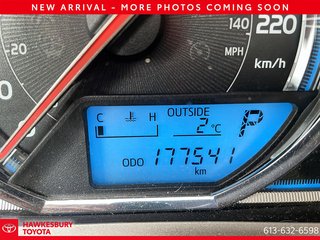 NEW ARRIVAL - MORE PHOTOS COMING SOON
140
220
20
MPH
km/h
0
OUTSIDE
C H
2 °C
P
ODO 177541
km
HAWKESBURY
TOYOTA
613-632-6598